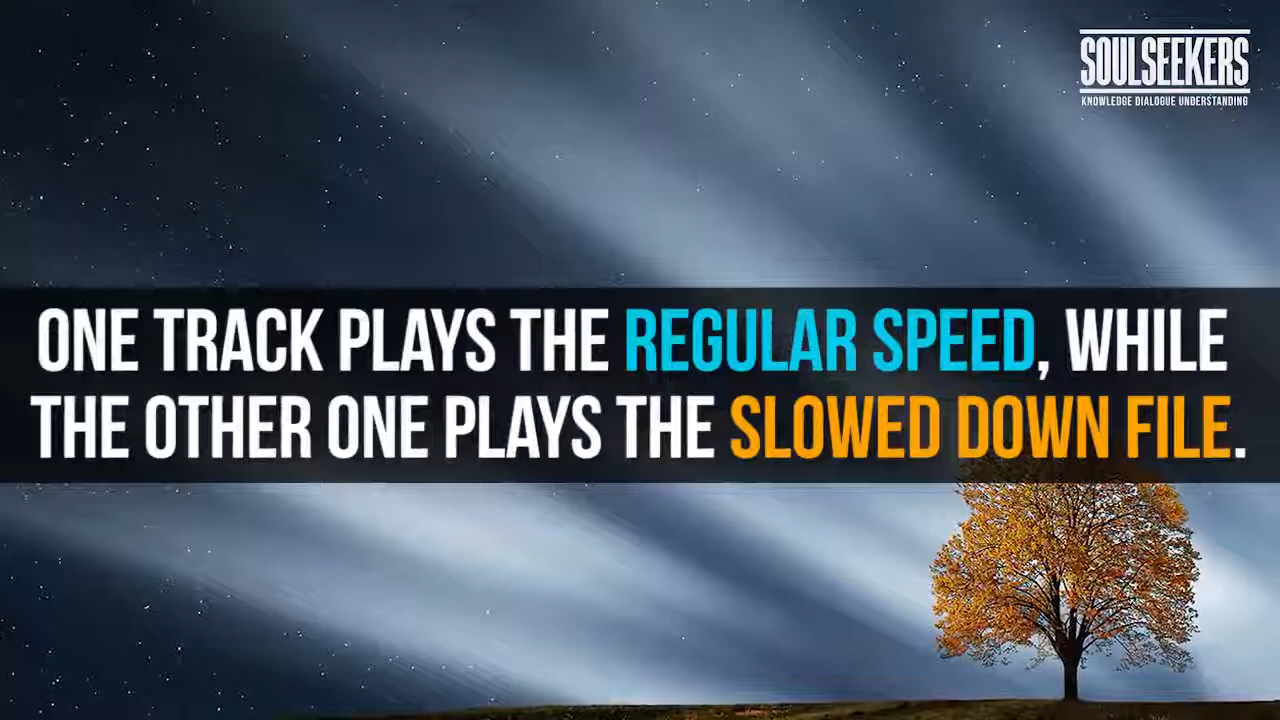 SOULSEEKERS
KNOWLEDGE DIALOGUE UNDERSTANDING
ONE TRACK PLAYS THE REGULAR SPEED, WHILE
THE OTHER ONE PLAYS THE SLOWED DOWN FILE.